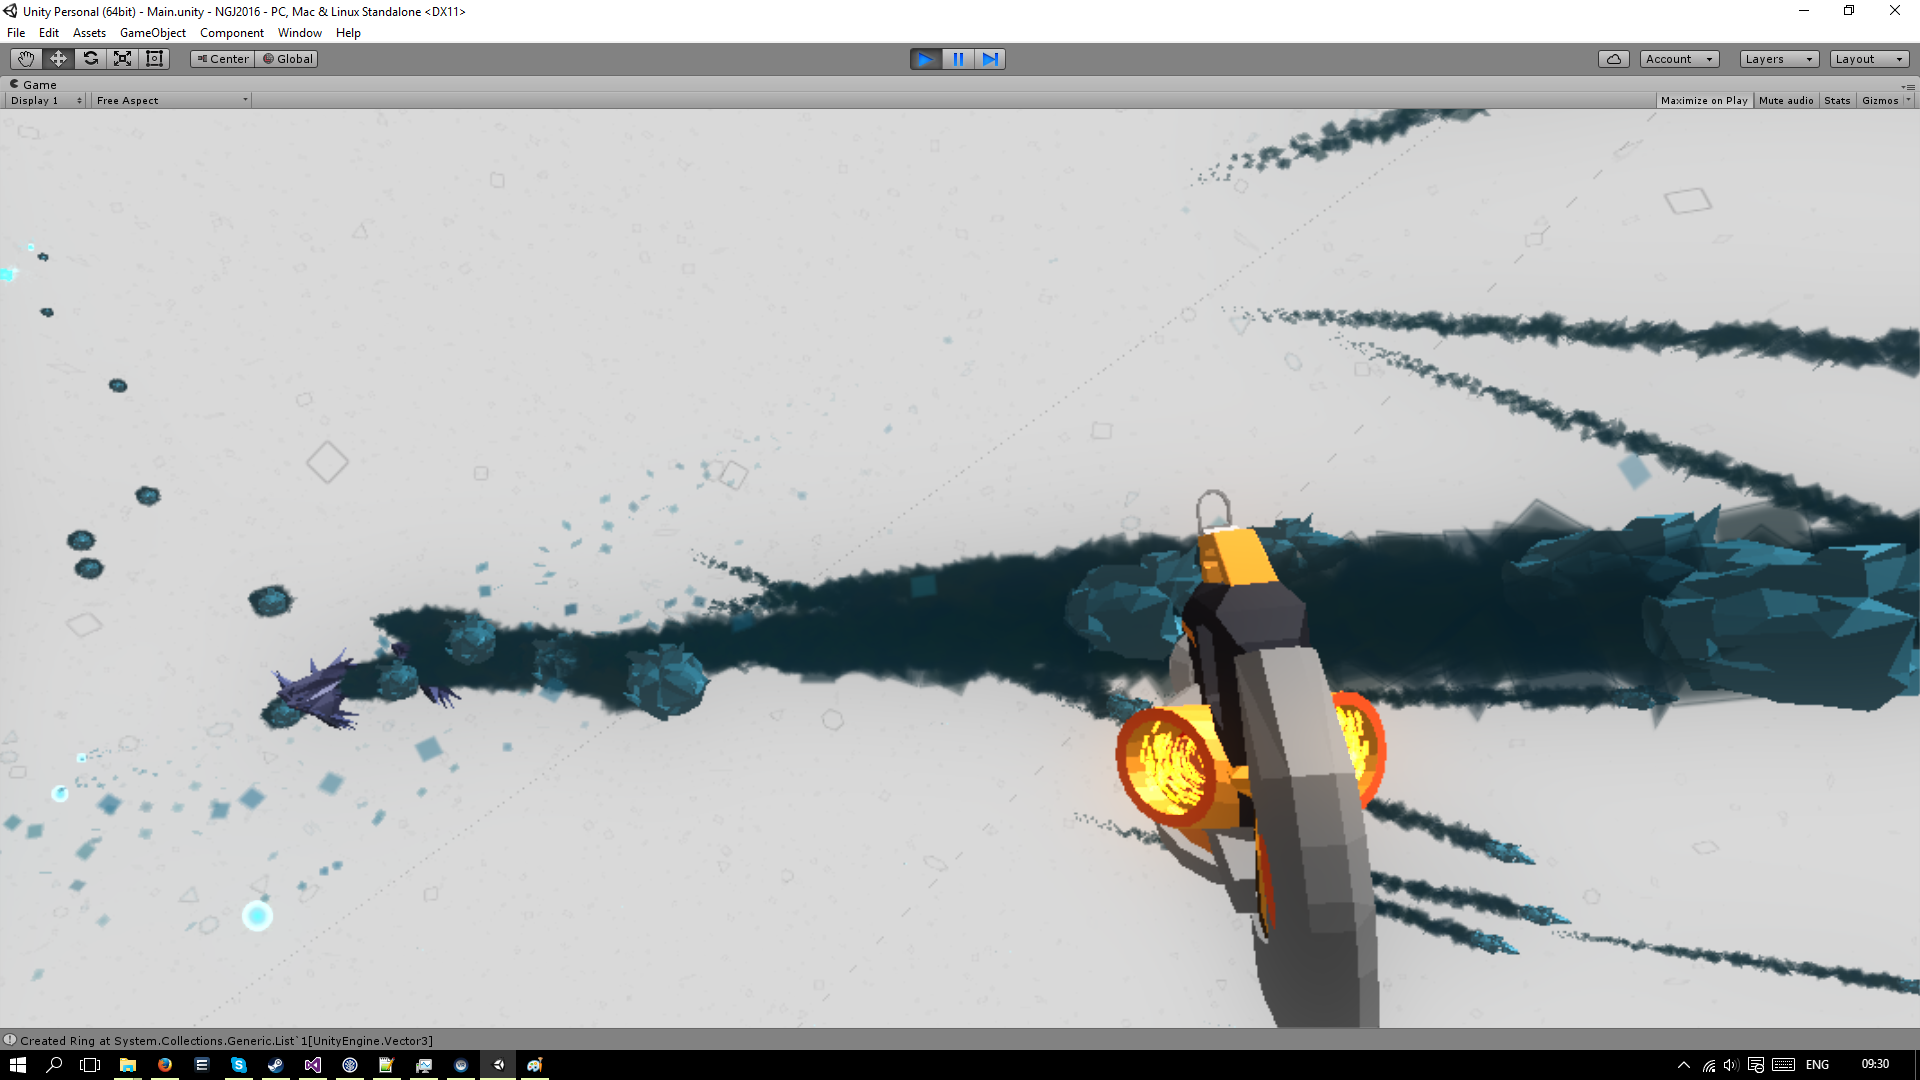 Unity Personal (64bit) - Main.unity - NGJ2016 - PC, Mac & Linux Standalone <DX11>
File Edit Assets GameObject Component Window Help
Center Global Account Layers Layout
Game
Display 1 Free Aspect Maximize on Play Mute audio Stats Gizmos
Created Ring at System.Collections.Generic.List`1[UnityEngine.Vector3]
ENG 09:30